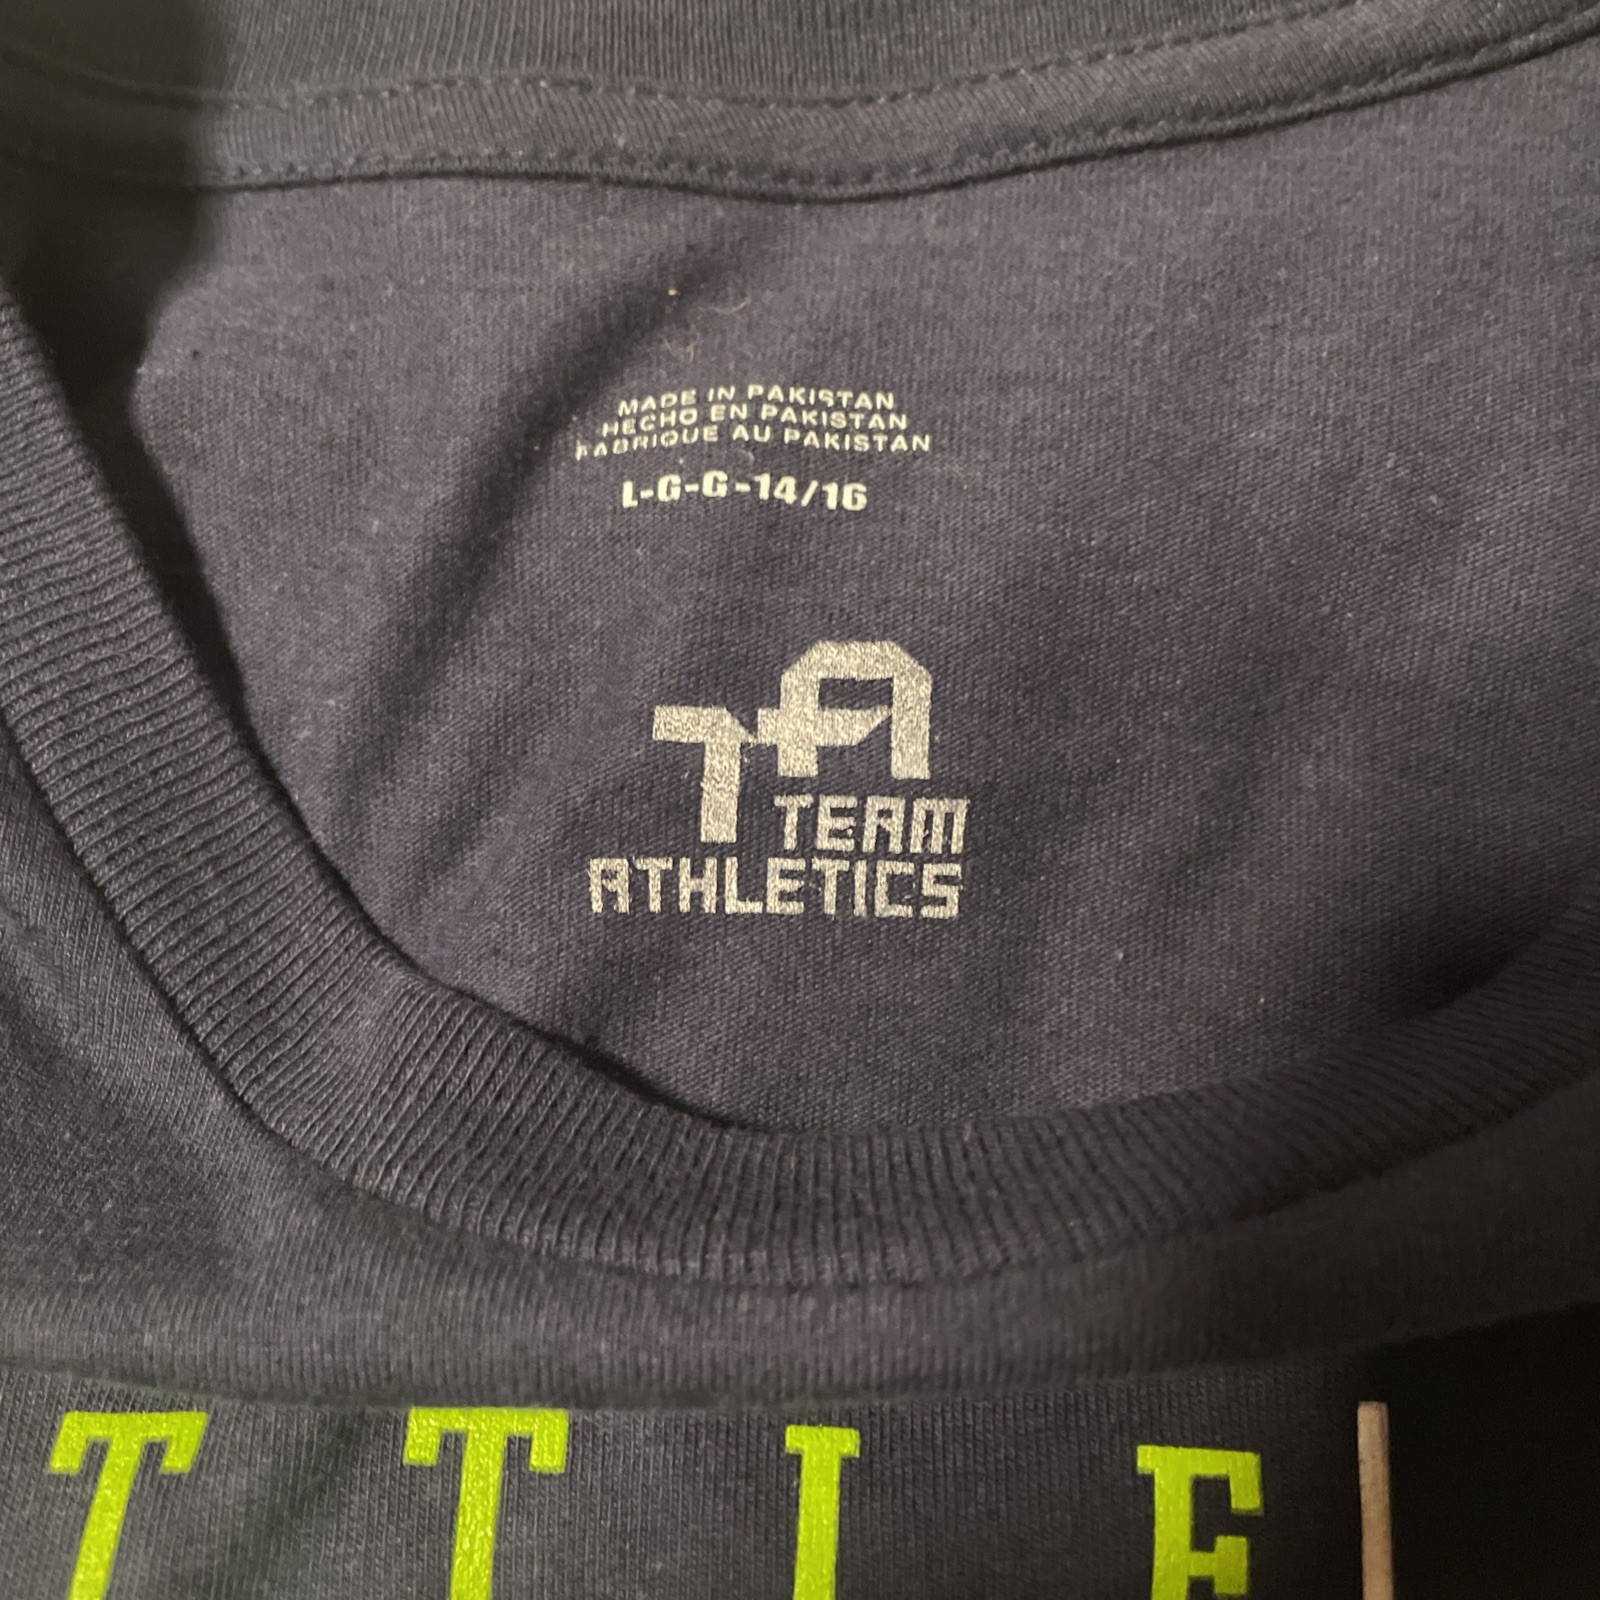 MADE IN PAKISTAN
HECHO EN PAKISTAN
FABRIQUE AU PAKISTAN
L-G-G-14/16
TA
TEAM
ATHLETICS
TTLE